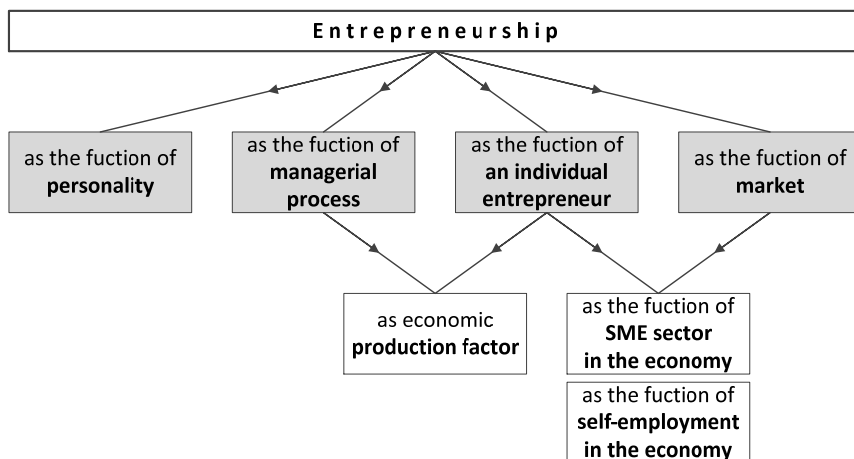 Entrepreneurship
as the fuction of
personality
as the fuction of
managerial
process
as the fuction of
an individual
entrepreneur
as the fuction of
market
as economic
production factor
as the fuction of
SME sector
in the economy
as the fuction of
self-employment
in the economy